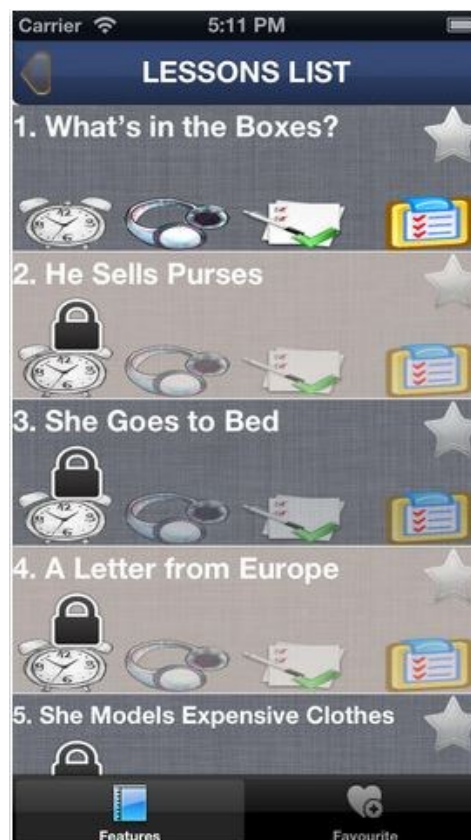 Carrier 5:11 PM
LESSONS LIST
1. What's in the Boxes?
2. He Sells Purses
3. She Goes to Bed
4. A Letter from Europe
5. She Models Expensive Clothes
Features Favourite